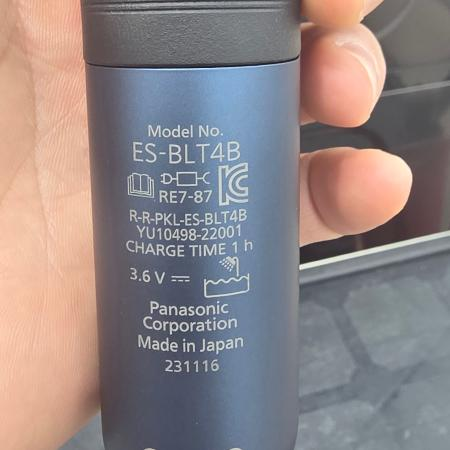 Model No.
ES-BLT4B
RE7-87
R-R-PKL-ES-BLT4B
YU10498-22001
CHARGE TIME 1 h
3.6 V
Panasonic
Corporation
Made in Japan
231116